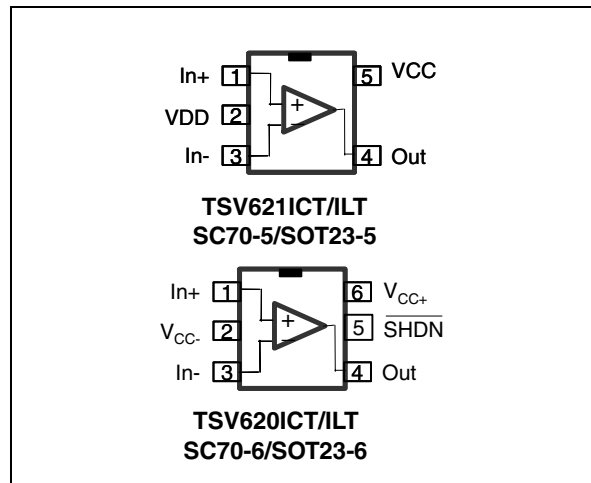 In+ 1 5 VCC
+
VDD 2
−
In- 3 4 Out
TSV621ICT/ILT
SC70-5/SOT23-5
In+ 1 6 VCC+
+ 5 SHDN
VCC- 2
−
In- 3 4 Out
TSV620ICT/ILT
SC70-6/SOT23-6